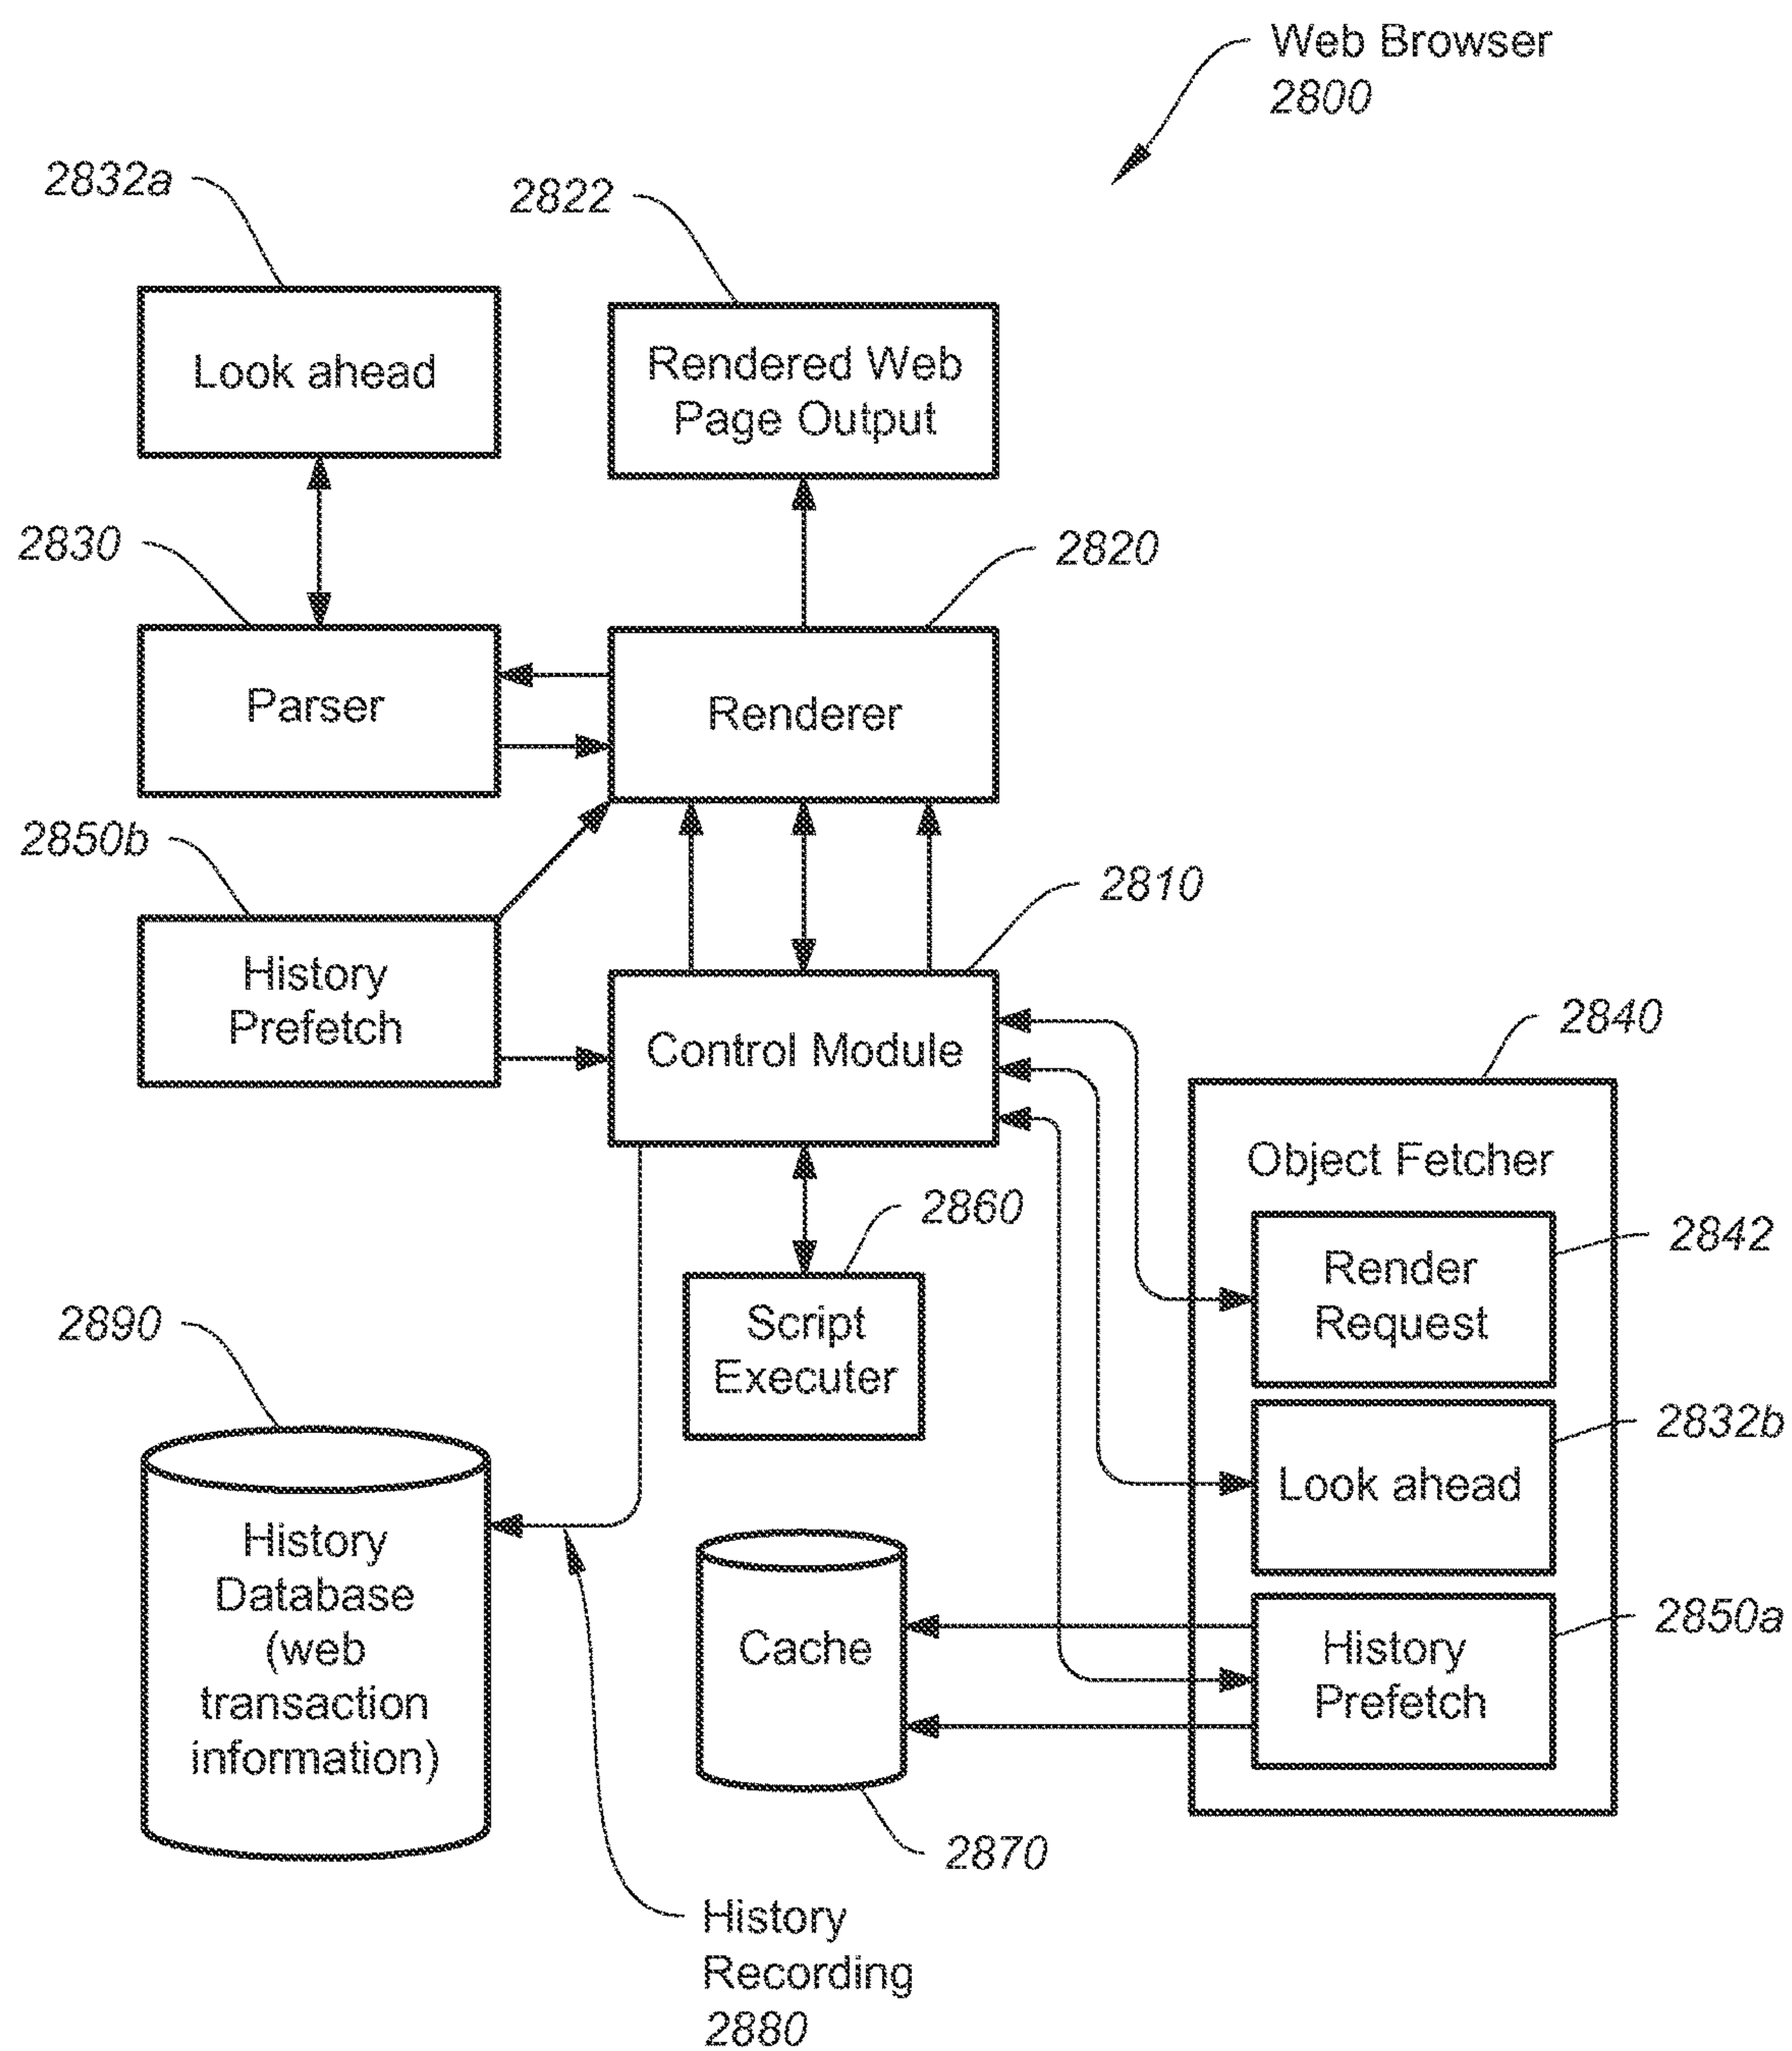 Web Browser
2800
2832a
2822
Look ahead
Rendered Web
Page Output
2830
2820
Parser
Renderer
2850b
2810
History
Prefetch
Control Module
2840
Object Fetcher
2860
2842
Render
Request
Script
Executer
2890
2832b
Look ahead
History
Database
(web
transaction
information)
Cache
2850a
History
Prefetch
2870
History
Recording
2880